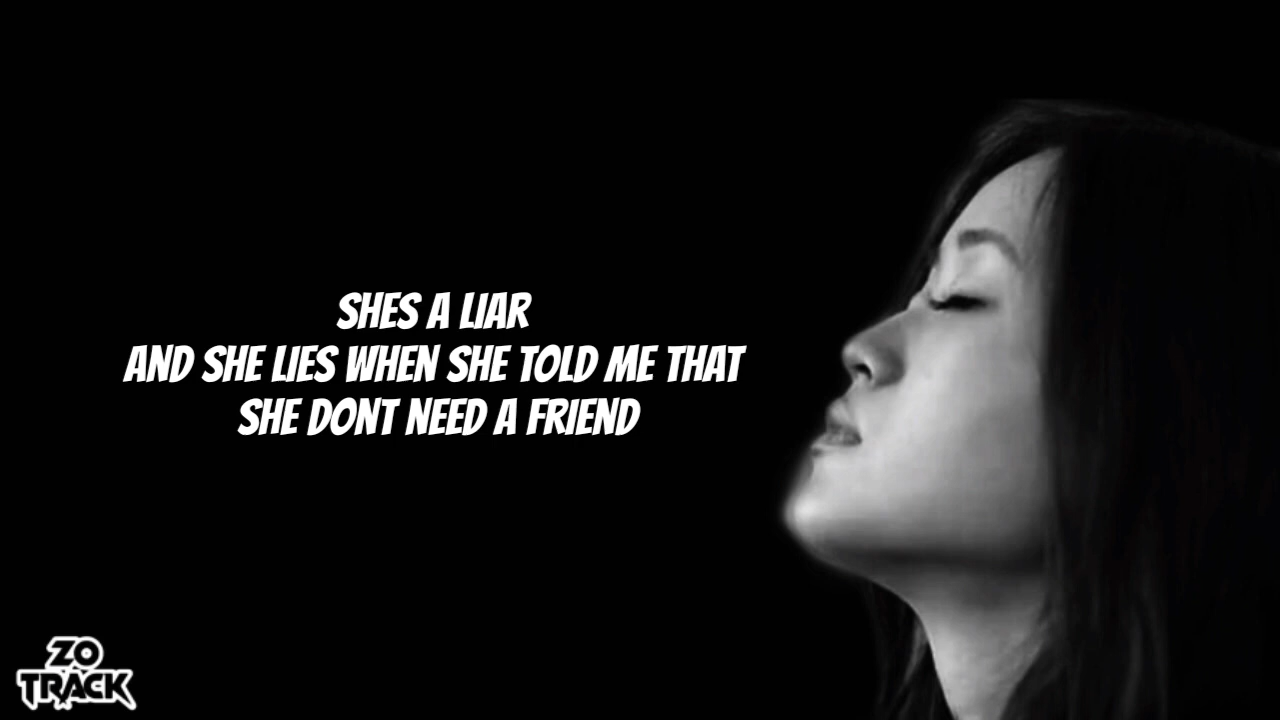 SHES A LIAR
AND SHE LIES WHEN SHE TOLD ME THAT
SHE DONT NEED A FRIEND
ZO
TRACK